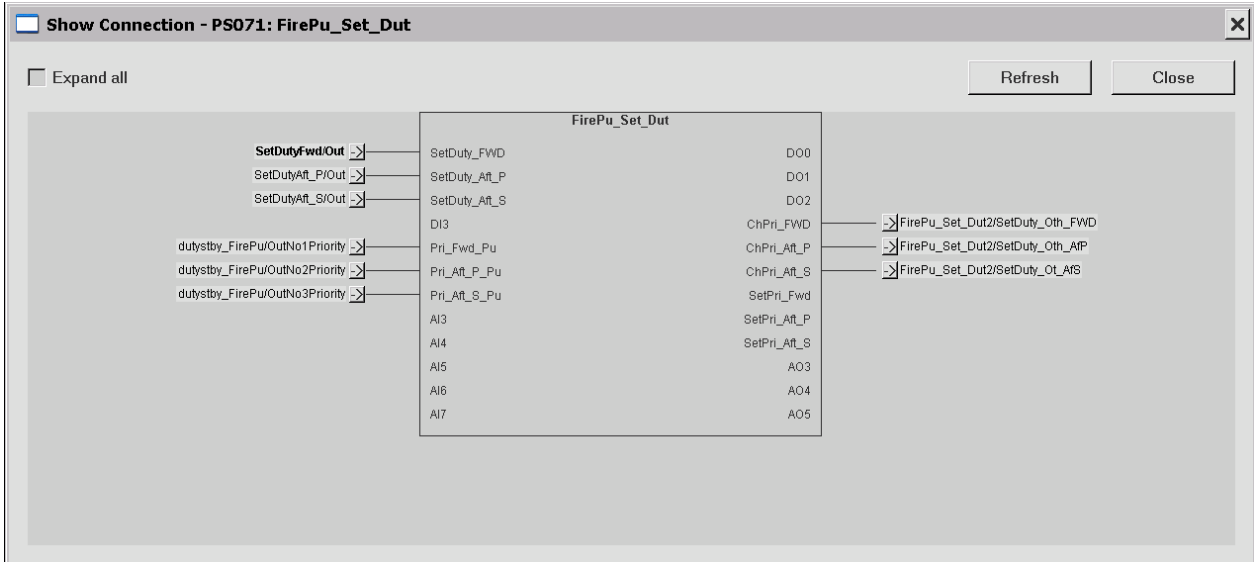 Show Connection - PS071: FirePu_Set_Dut
Expand all
Refresh
Close
FirePu_Set_Dut
SetDutyFwd/Out -> SetDuty_FWD DO0
SetDutyAft_P/Out -> SetDuty_Aft_P DO1
SetDutyAft_S/Out -> SetDuty_Aft_S DO2
DI3 ChPri_FWD -> FirePu_Set_Dut2/SetDuty_Oth_FWD
dutystby_FirePu/OutNo1Priority -> Pri_Fwd_Pu ChPri_Aft_P -> FirePu_Set_Dut2/SetDuty_Oth_AfP
dutystby_FirePu/OutNo2Priority -> Pri_Aft_P_Pu ChPri_Aft_S -> FirePu_Set_Dut2/SetDuty_Ot_AfS
dutystby_FirePu/OutNo3Priority -> Pri_Aft_S_Pu SetPri_Fwd
AI3 SetPri_Aft_P
AI4 SetPri_Aft_S
AI5 AO3
AI6 AO4
AI7 AO5